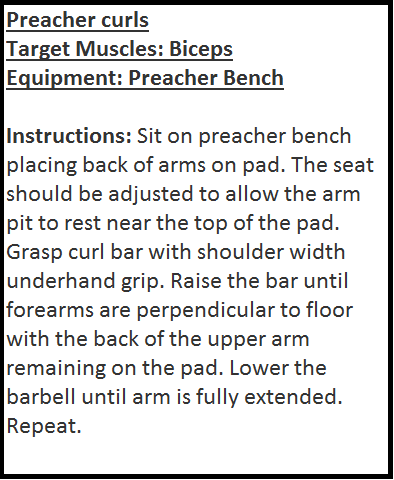 Preacher curls
Target Muscles: Biceps
Equipment: Preacher Bench
Instructions: Sit on preacher bench
placing back of arms on pad. The seat
should be adjusted to allow the arm
pit to rest near the top of the pad.
Grasp curl bar with shoulder width
underhand grip. Raise the bar until
forearms are perpendicular to floor
with the back of the upper arm
remaining on the pad. Lower the
barbell until arm is fully extended.
Repeat.